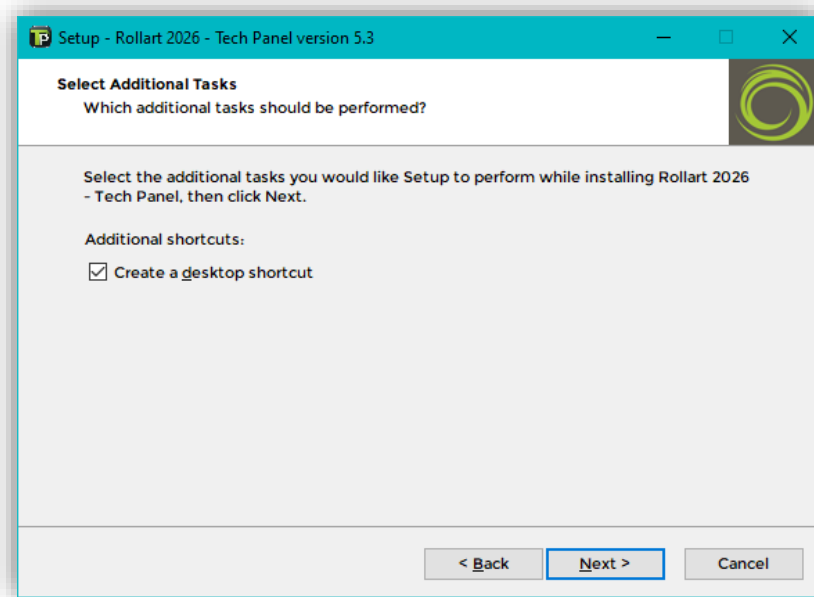 Setup - Rollart 2026 - Tech Panel version 5.3
Select Additional Tasks
Which additional tasks should be performed?
Select the additional tasks you would like Setup to perform while installing Rollart 2026
- Tech Panel, then click Next.
Additional shortcuts:
Create a desktop shortcut
< Back Next > Cancel